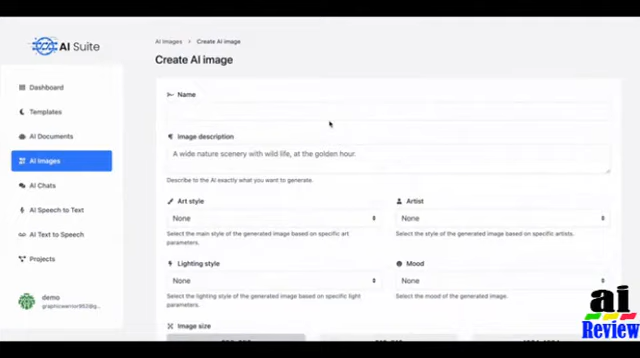 AI Suite
AI Images > Create AI image
Create AI image
Dashboard
Templates
AI Documents
AI Images
AI Chats
AI Speech to Text
AI Text to Speech
Projects
demo
Name
Image description
A wide nature scenery with wild life, at the golden hour.
Describe to the AI exactly what you want to generate.
Art style
None
Select the main style of the generated image based on specific art
parameters.
Artist
None
Select the style of the generated image based on specific artists.
Lighting style
None
Select the lighting style of the generated image based on specific light
parameters.
Mood
None
Select the mood of the generated image.
Image size
ai
Review